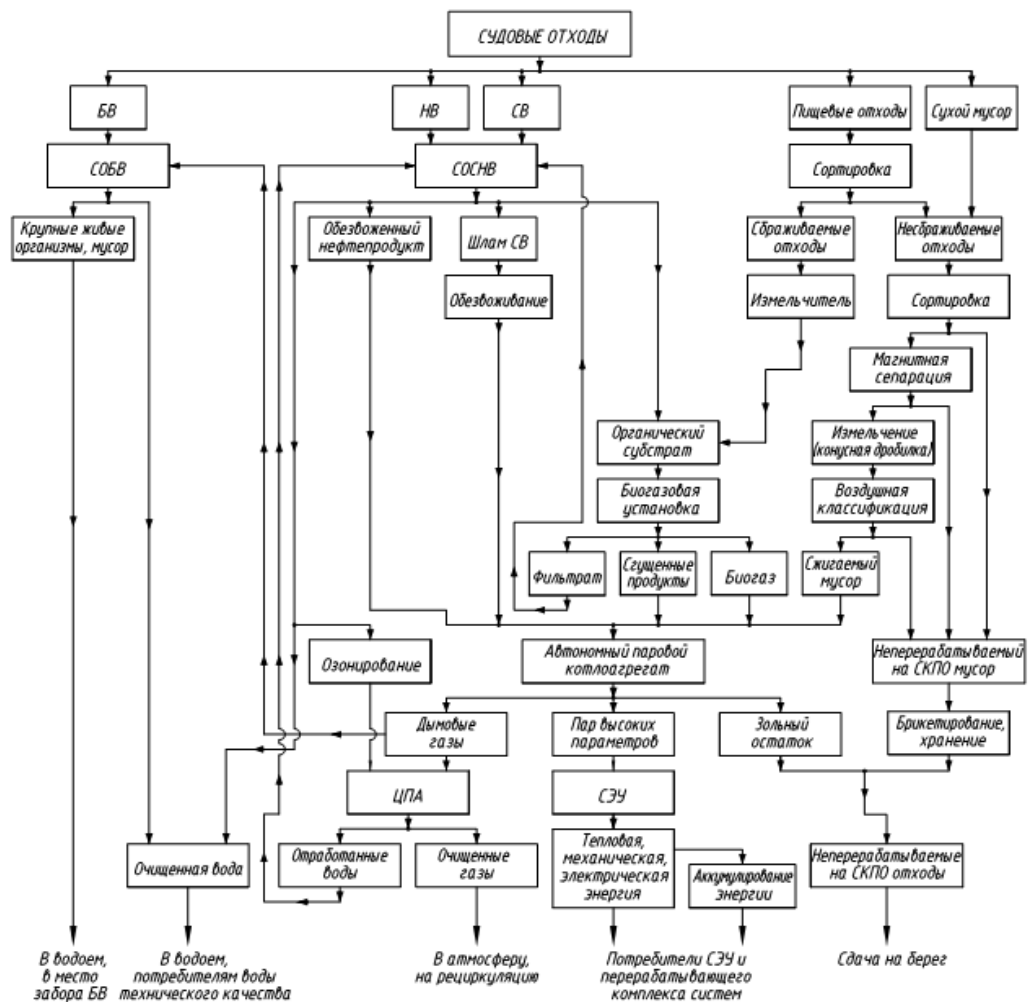 СУДОВЫЕ ОТХОДЫ
БВ
НВ
СВ
Пищевые отходы
Сухой мусор
СОБВ
СОСНВ
Сортировка
Крупные живые
организмы, мусор
Обезвоженный
нефтепродукт
Шлам СВ
Сбраживаемые
отходы
Несбраживаемые
отходы
Обезвоживание
Измельчитель
Сортировка
Магнитная
сепарация
Органический
субстрат
Измельчение
(конусная дробилка)
Биогазовая
установка
Воздушная
классификация
Фильтрат
Сгущенные
продукты
Биогаз
Сжигаемый
мусор
Озонирование
Автономный паровой
котлоагрегат
Неперерабатываемый
на СКПО мусор
Дымовые
газы
Пар высоких
параметров
Зольный
остаток
Брикетирование,
хранение
ЦПА
СЭУ
Очищенная вода
Отработанные
воды
Очищенные
газы
Тепловая,
механическая,
электрическая
энергия
Аккумулирование
энергии
Неперерабатываемые
на СКПО отходы
В водоем,
в место
забора БВ
В водоем,
потребителям воды
технического качества
В атмосферу,
на рециркуляцию
Потребители СЭУ и
перерабатывающего
комплекса систем
Сдача на берег